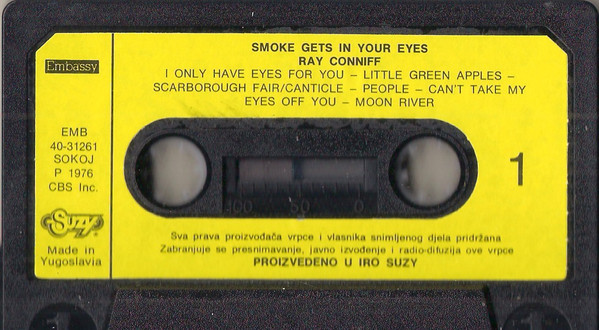 SMOKE GETS IN YOUR EYES
RAY CONNIFF
I ONLY HAVE EYES FOR YOU – LITTLE GREEN APPLES –
SCARBOROUGH FAIR/CANTICLE – PEOPLE – CAN'T TAKE MY
EYES OFF YOU – MOON RIVER
Embassy
EMB
40-31261
SOKOJ
P 1976
CBS Inc.
SUZY
Made in
Yugoslavia
1
100 50 0
Sva prava proizvođača vrpce i vlasnika snimljenog djela pridržana
Zabranjuje se presnimavanje, javno izvođenje i radio-difuzija ove vrpce
PROIZVEDENO U IRO SUZY